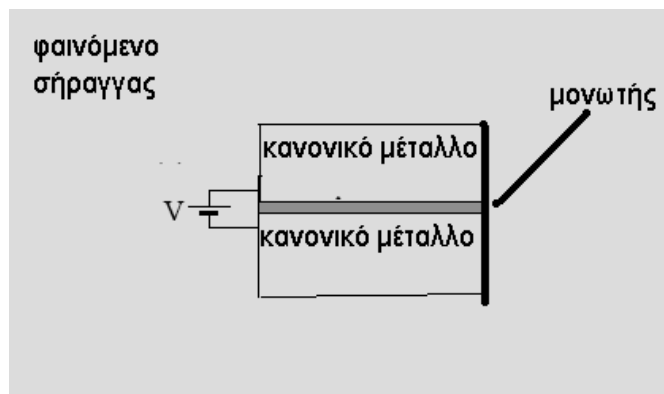 φαινόμενο
σήραγγας
μονωτής
κανονικό μέταλλο
V
κανονικό μέταλλο